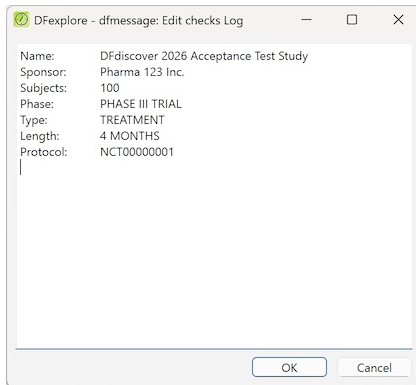 DFexplore - dfmessage: Edit checks Log
Name: DFdiscover 2026 Acceptance Test Study
Sponsor: Pharma 123 Inc.
Subjects: 100
Phase: PHASE III TRIAL
Type: TREATMENT
Length: 4 MONTHS
Protocol: NCT00000001
OK Cancel